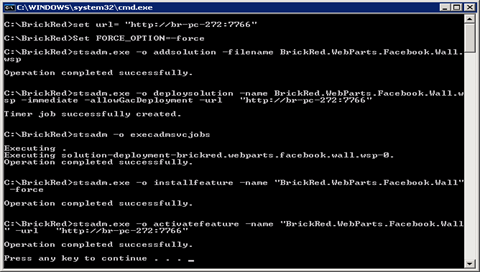 C:\WINDOWS\system32\cmd.exe
C:\BrickRed>set url= "http://br-pc-272:7766"
C:\BrickRed>Set FORCE_OPTION=-force
C:\BrickRed>stsadm.exe -o addsolution -filename BrickRed.WebParts.Facebook.Wall.
wsp
Operation completed successfully.
C:\BrickRed>stsadm.exe -o deploysolution -name BrickRed.WebParts.Facebook.Wall.w
sp -immediate -allowGacDeployment -url   "http://br-pc-272:7766"
Timer job successfully created.
C:\BrickRed>stsadm -o execadmsvcjobs
Executing .
Executing solution-deployment-brickred.webparts.facebook.wall.wsp-0.
Operation completed successfully.
C:\BrickRed>stsadm.exe -o installfeature -name "BrickRed.WebParts.Facebook.Wall"
 -force
Operation completed successfully.
C:\BrickRed>stsadm.exe -o activatefeature -name "BrickRed.WebParts.Facebook.Wall
" -url   "http://br-pc-272:7766"
Operation completed successfully.
Press any key to continue . . . _